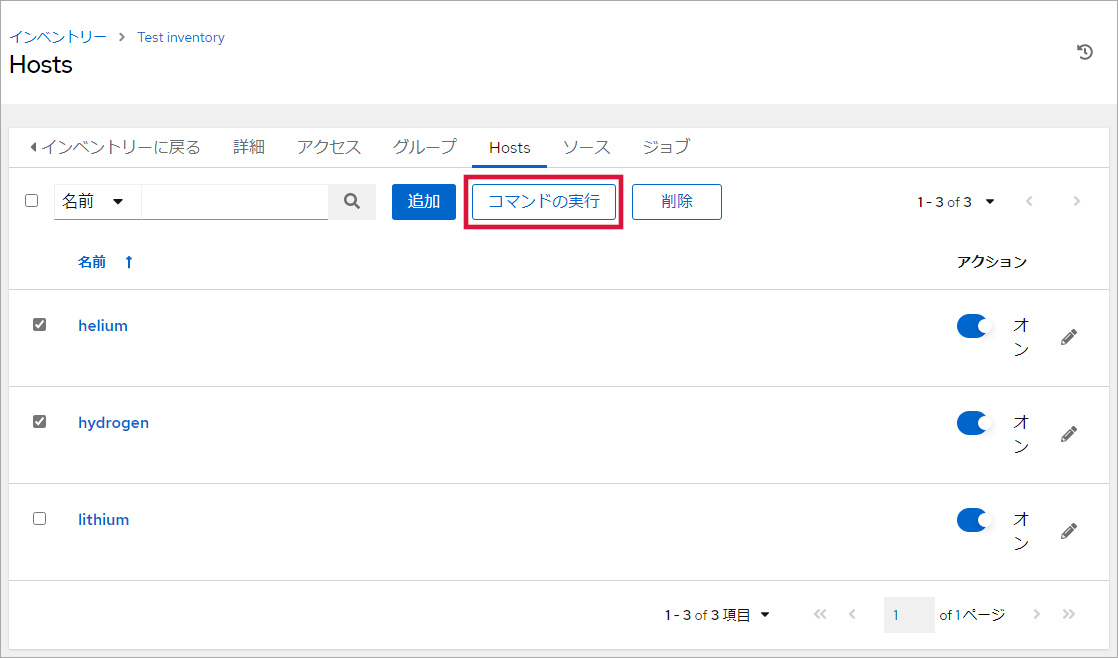 インベントリー > Test inventory
Hosts
インベントリーに戻る 詳細 アクセス グループ Hosts ソース ジョブ
名前 追加 コマンドの実行 削除 1 - 3 of 3
名前 アクション
helium オン
hydrogen オン
lithium オン
1 - 3 of 3 項目 1 of 1 ページ